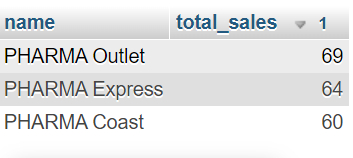 name total_sales 1
PHARMA Outlet 69
PHARMA Express 64
PHARMA Coast 60